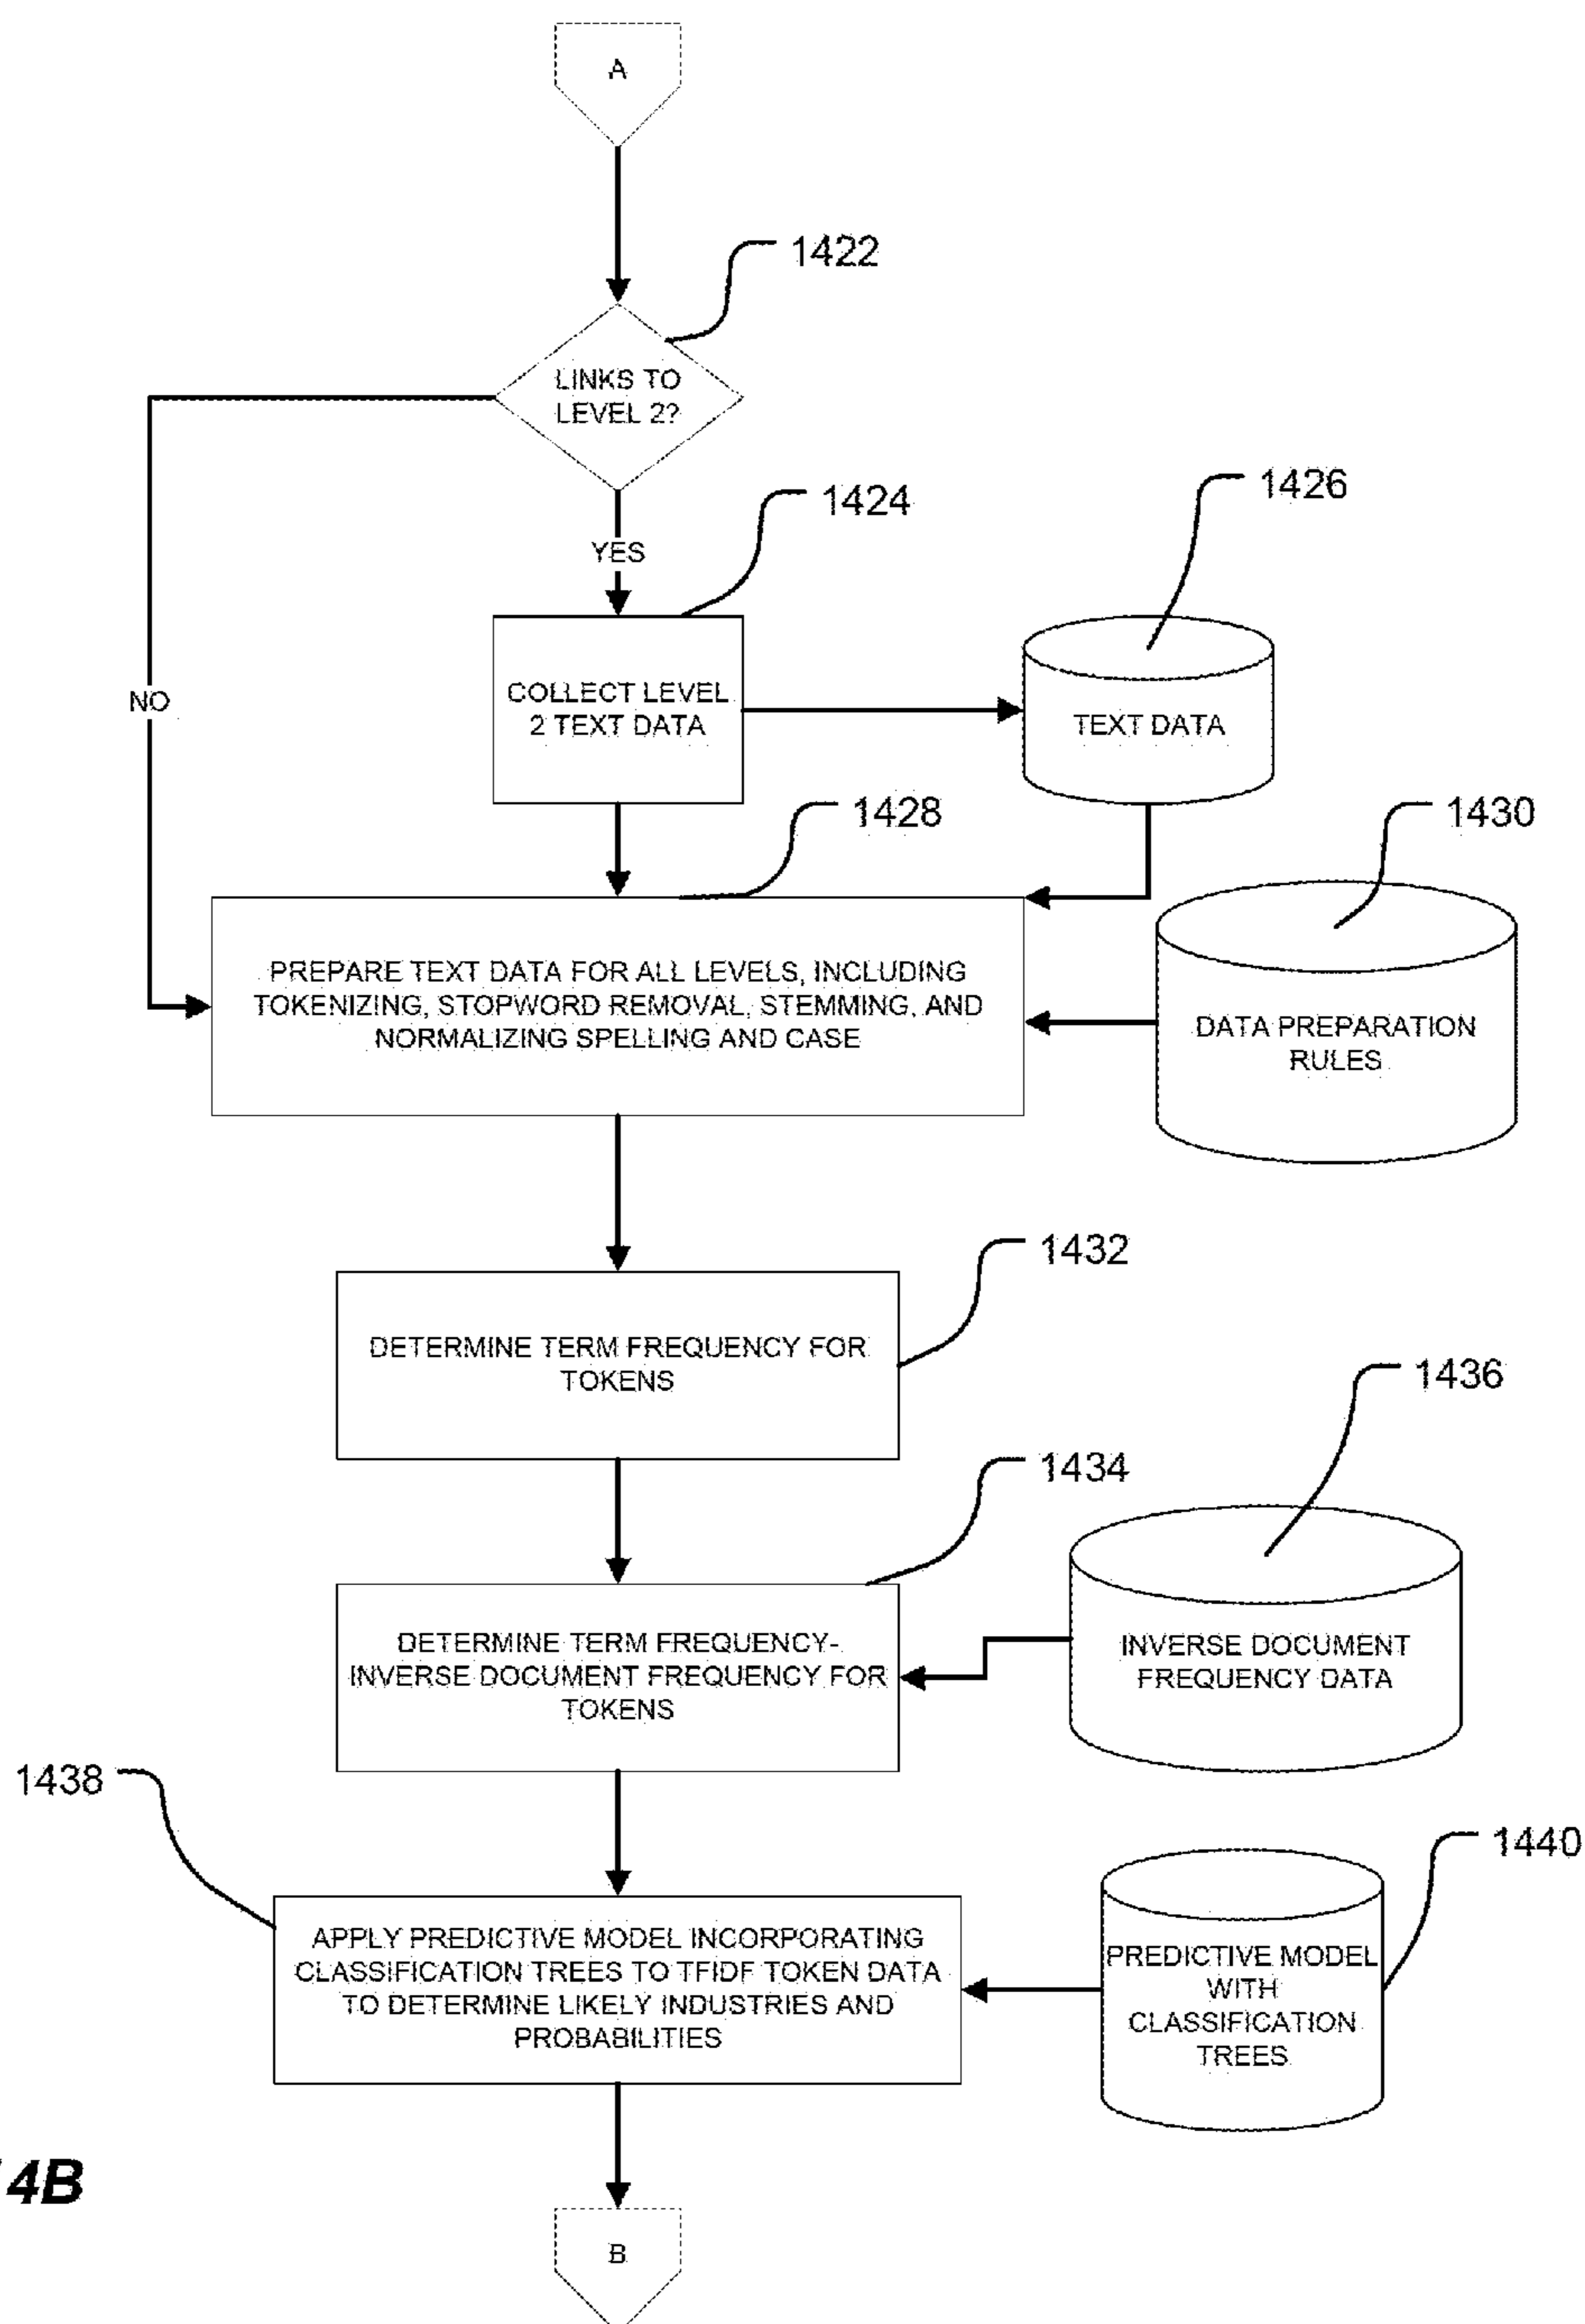 A
1422
LINKS TO
LEVEL 2?
1424
1426
YES
COLLECT LEVEL
2 TEXT DATA
NO
TEXT DATA
1428
1430
PREPARE TEXT DATA FOR ALL LEVELS, INCLUDING
TOKENIZING, STOPWORD REMOVAL, STEMMING, AND
NORMALIZING SPELLING AND CASE
DATA PREPARATION
RULES
1432
DETERMINE TERM FREQUENCY FOR
TOKENS
1436
1434
DETERMINE TERM FREQUENCY-
INVERSE DOCUMENT FREQUENCY FOR
TOKENS
INVERSE DOCUMENT
FREQUENCY DATA
1438
1440
APPLY PREDICTIVE MODEL INCORPORATING
CLASSIFICATION TREES TO TFIDF TOKEN DATA
TO DETERMINE LIKELY INDUSTRIES AND
PROBABILITIES
PREDICTIVE MODEL
WITH
CLASSIFICATION
TREES
4B
B